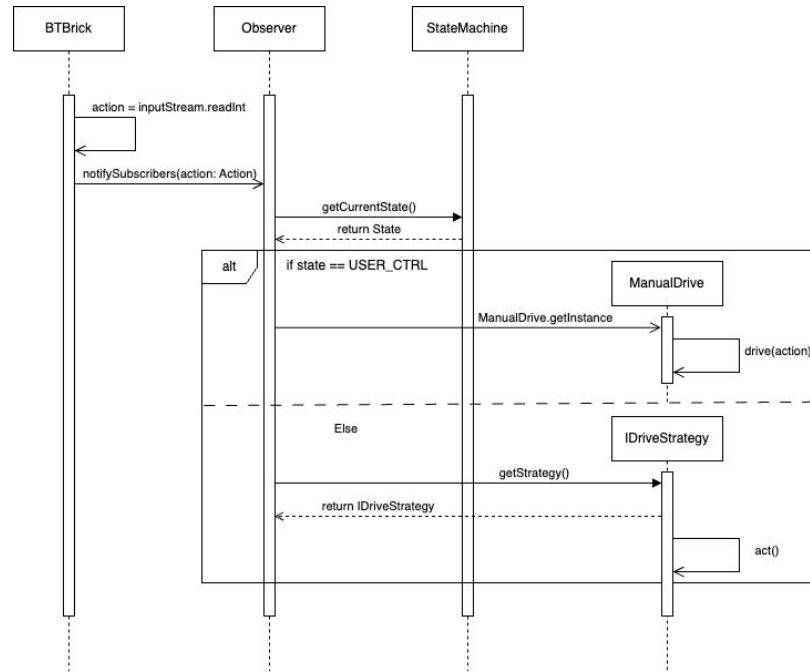 BTBrick
Observer
StateMachine
action = inputStream.readInt
notifySubscribers(action: Action)
getCurrentState()
return State
alt
if state == USER_CTRL
ManualDrive
ManualDrive.getInstance
drive(action)
Else
IDriveStrategy
getStrategy()
return IDriveStrategy
act()